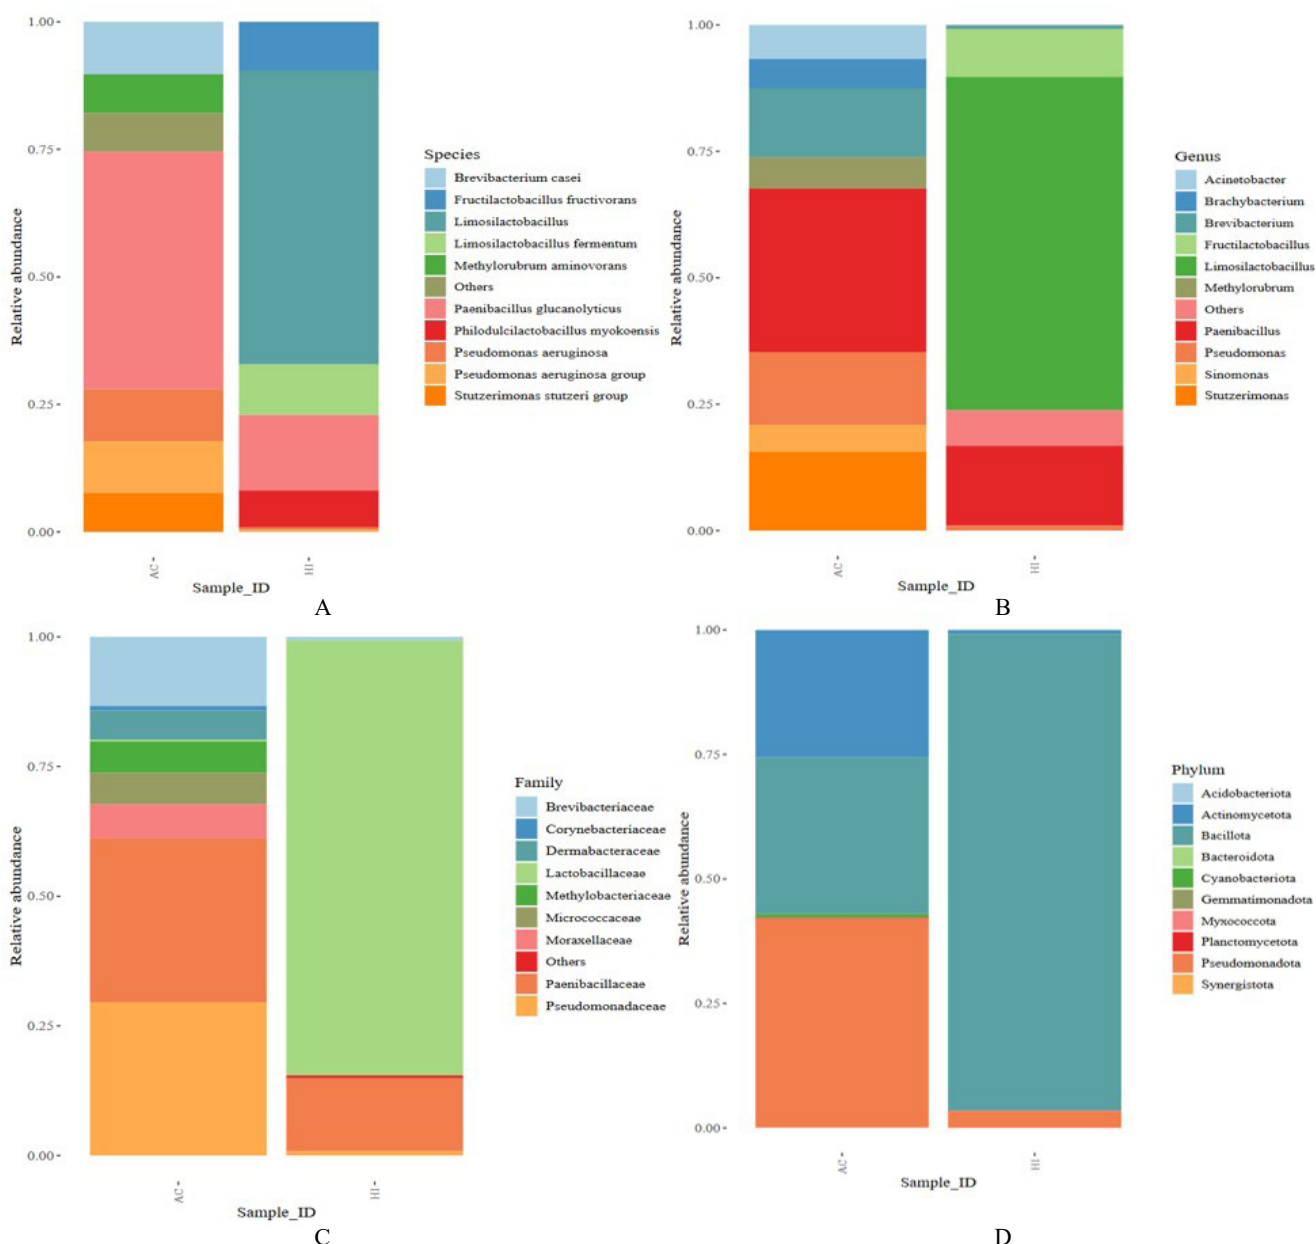 1.00-
0.75-
0.50-
0.25-
0.00-
Relative abundance
AC-
HI-
Sample_ID
Species
Brevibacterium casei
Fructilactobacillus fructivorans
Limosilactobacillus
Limosilactobacillus fermentum
Methylorubrum aminovorans
Others
Paenibacillus glucanolyticus
Philodulcilactobacillus myokoensis
Pseudomonas aeruginosa
Pseudomonas aeruginosa group
Stutzerimonas stutzeri group
A
1.00-
0.75-
0.50-
0.25-
0.00-
Relative abundance
AC-
HI-
Sample_ID
Genus
Acinetobacter
Brachybacterium
Brevibacterium
Fructilactobacillus
Limosilactobacillus
Methylorubrum
Others
Paenibacillus
Pseudomonas
Sinomonas
Stutzerimonas
B
1.00-
0.75-
0.50-
0.25-
0.00-
Relative abundance
AC-
HI-
Sample_ID
Family
Brevibacteriaceae
Corynebacteriaceae
Dermabacteraceae
Lactobacillaceae
Methylobacteriaceae
Micrococcaceae
Moraxellaceae
Others
Paenibacillaceae
Pseudomonadaceae
C
1.00-
0.75-
0.50-
0.25-
0.00-
Relative abundance
AC-
HI-
Sample_ID
Phylum
Acidobacteriota
Actinomycetota
Bacillota
Bacteroidota
Cyanobacteriota
Gemmatimonadota
Myxococcota
Planctomycetota
Pseudomonadota
Synergistota
D